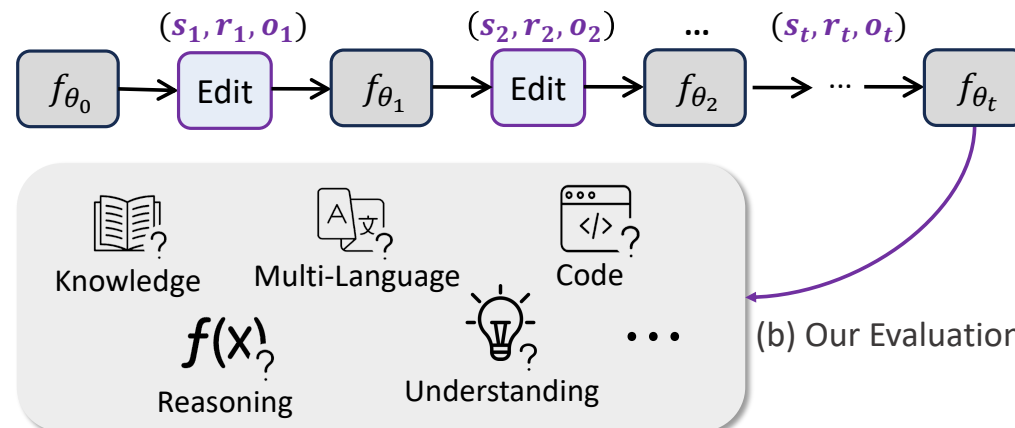 (s₁, r₁, o₁) (s₂, r₂, o₂) ... (sₜ, rₜ, oₜ)
f_θ₀ Edit f_θ₁ Edit f_θ₂ ... f_θₜ
A 文 </>
? ? ?
Knowledge Multi-Language Code
f(x) ? ? ...
(b) Our Evaluation
Reasoning Understanding